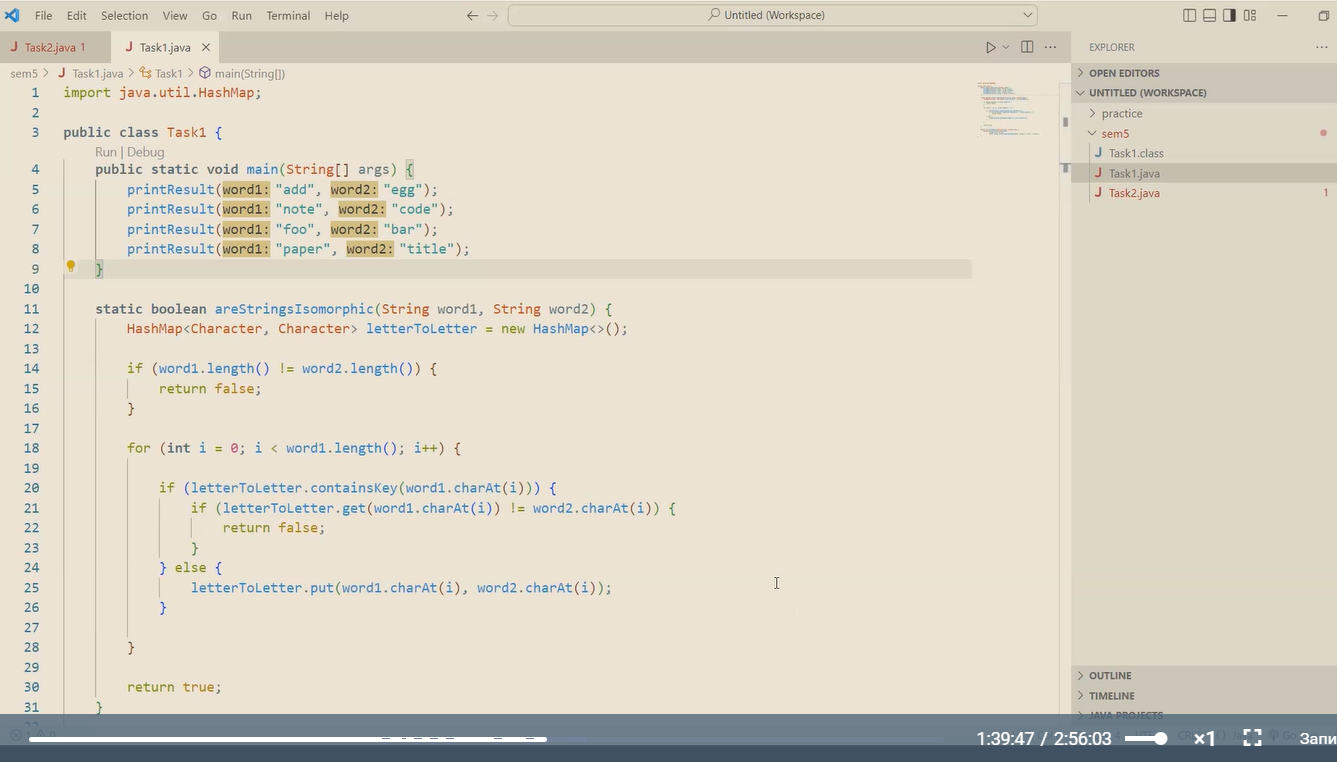 File Edit Selection View Go Run Terminal Help
Untitled (Workspace)
Task2.java 1 Task1.java
EXPLORER
sem5 > Task1.java > Task1 > main(String[])
OPEN EDITORS
UNTITLED (WORKSPACE)
practice
sem5
Task1.class
Task1.java
Task2.java 1
OUTLINE
TIMELINE
JAVA PROJECTS
1 import java.util.HashMap;
2
3 public class Task1 {
Run | Debug
4 public static void main(String[] args) {
5 printResult(word1: "add", word2: "egg");
6 printResult(word1: "note", word2: "code");
7 printResult(word1: "foo", word2: "bar");
8 printResult(word1: "paper", word2: "title");
9 }
10
11 static boolean areStringsIsomorphic(String word1, String word2) {
12 HashMap<Character, Character> letterToLetter = new HashMap<>();
13
14 if (word1.length() != word2.length()) {
15 return false;
16 }
17
18 for (int i = 0; i < word1.length(); i++) {
19
20 if (letterToLetter.containsKey(word1.charAt(i))) {
21 if (letterToLetter.get(word1.charAt(i)) != word2.charAt(i)) {
22 return false;
23 }
24 } else {
25 letterToLetter.put(word1.charAt(i), word2.charAt(i));
26 }
27
28 }
29
30 return true;
31 }
1:39:47 / 2:56:03 ×1 Запи